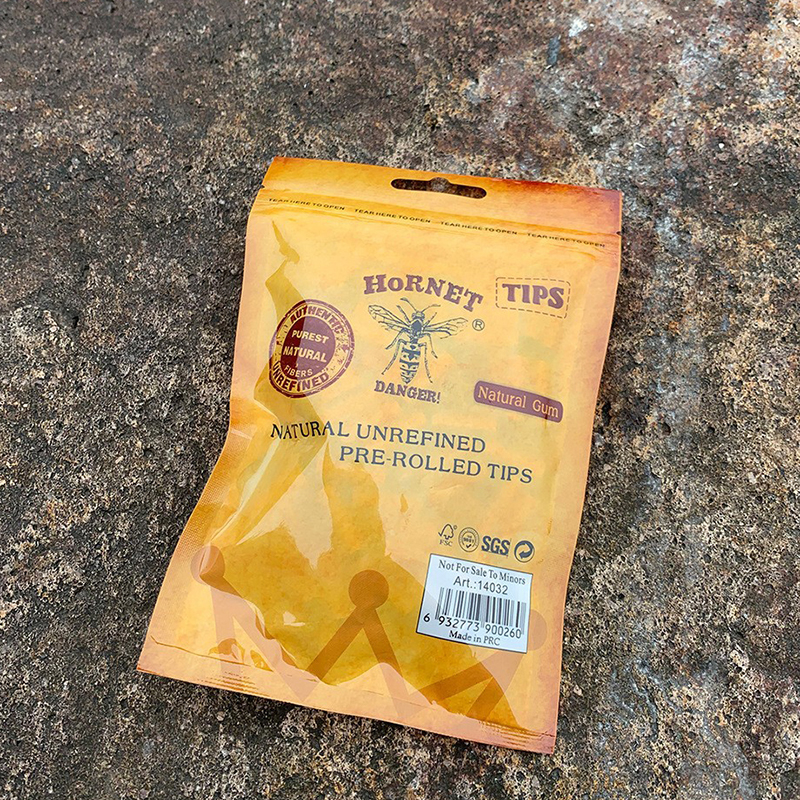 TEAR HERE TO OPEN TEAR HERE TO OPEN TEAR HERE TO OPEN TEAR HERE TO OPEN
HORNET
TIPS
®
AUTHENTIC
PUREST
NATURAL
FIBERS
UNREFINED
DANGER!
Natural Gum
NATURAL UNREFINED
PRE-ROLLED TIPS
FSC
SGS
Not For Sale To Minors
Art.:14032
6 932773 900260
Made in PRC